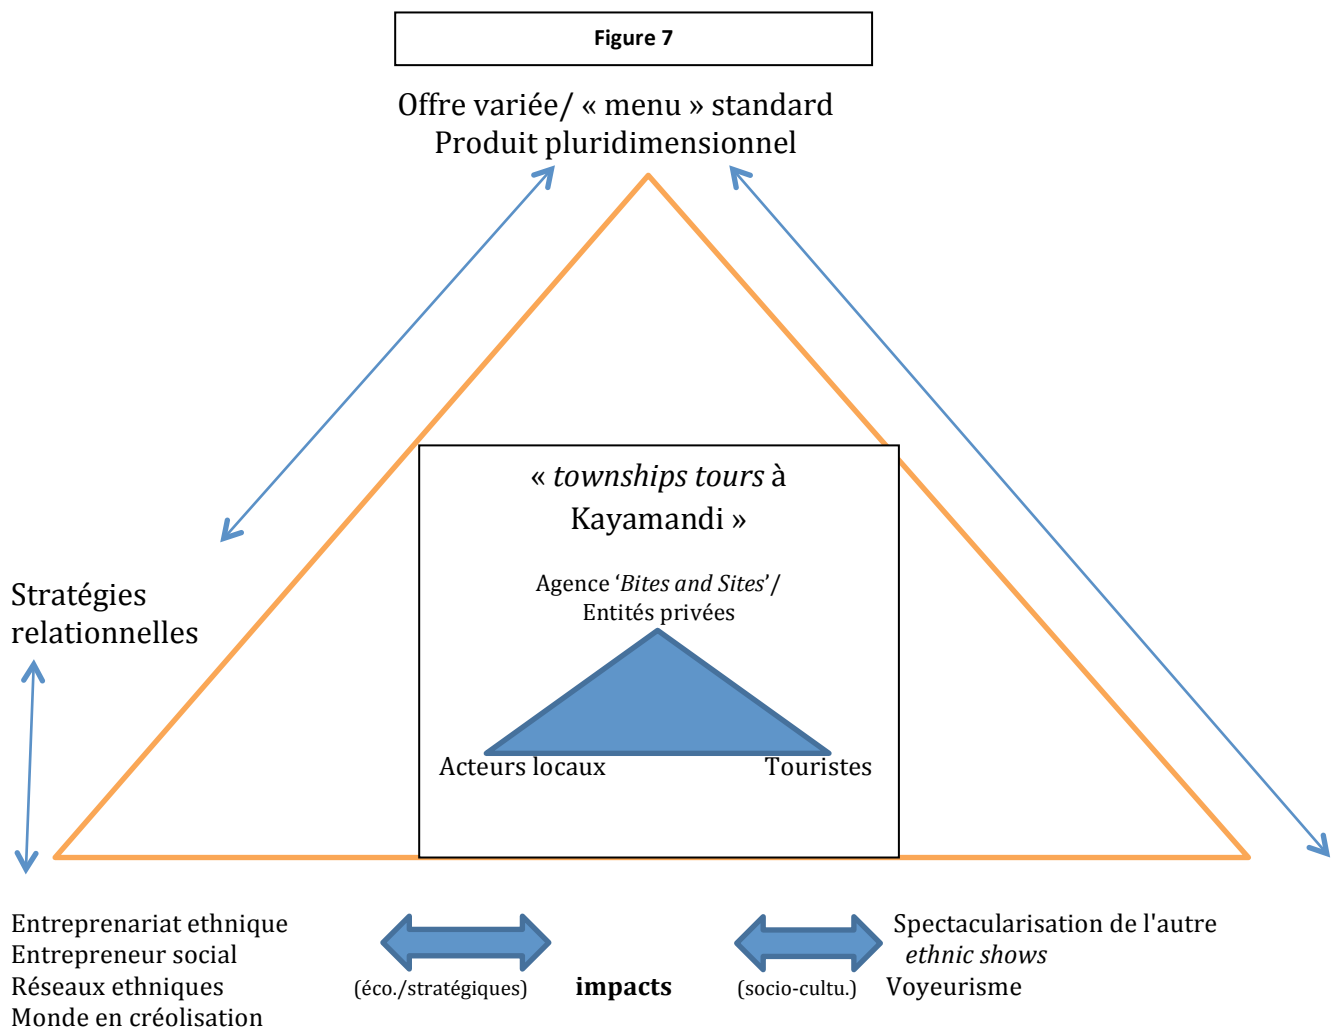 Figure 7
Offre variée/ « menu » standard
Produit pluridimensionnel
« townships tours à
Kayamandi »
Agence ‘Bites and Sites’/
Entités privées
Stratégies
relationnelles
Acteurs locaux
Touristes
Entreprenariat ethnique
Entrepreneur social
Réseaux ethniques
Monde en créolisation
(éco./stratégiques)
impacts
(socio-cultu.)
Spectacularisation de l'autre
ethnic shows
Voyeurisme